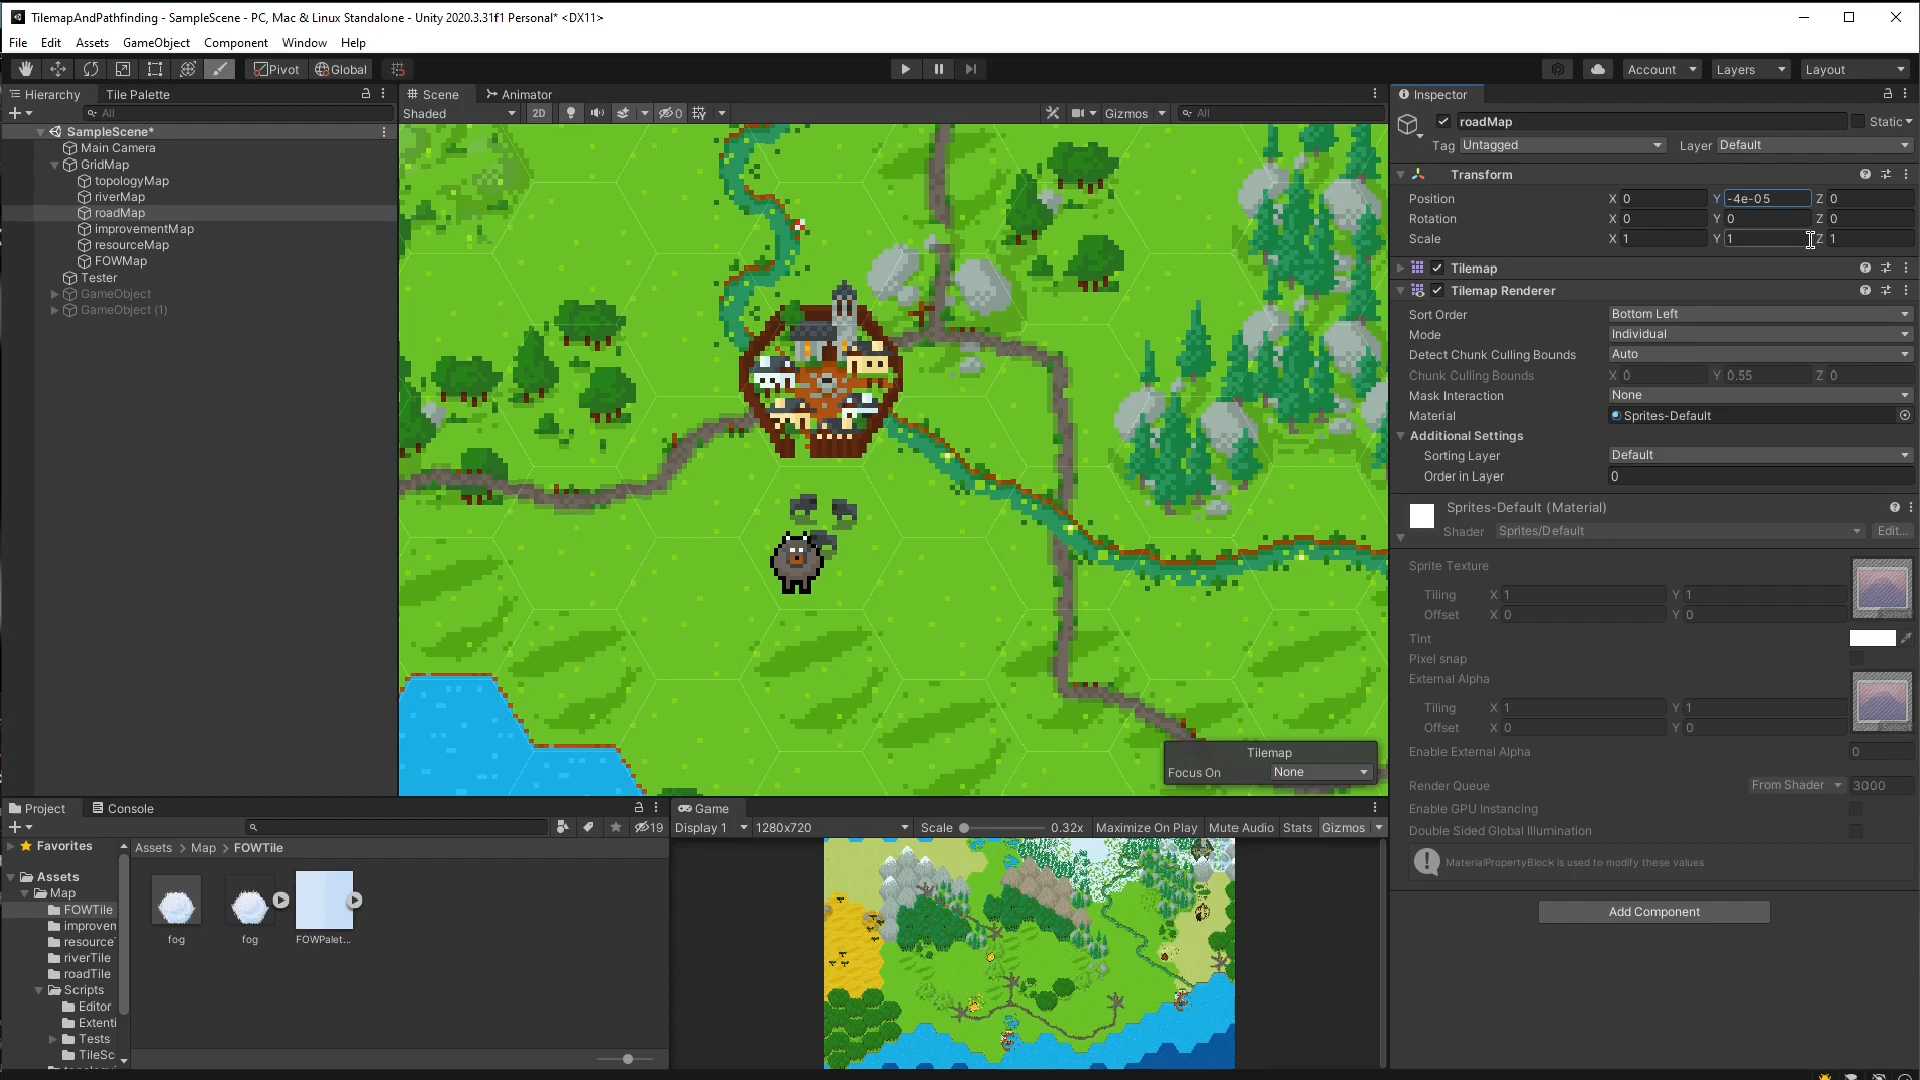 TilemapAndPathfinding - SampleScene - PC, Mac & Linux Standalone - Unity 2020.3.31f1 Personal* <DX11>
File Edit Assets GameObject Component Window Help
Pivot Global Account Layers Layout
Hierarchy Tile Palette
All
SampleScene*
Main Camera
GridMap
topologyMap
riverMap
roadMap
improvementMap
resourceMap
FOWMap
Tester
GameObject
GameObject (1)
Scene Animator
Shaded 2D 0 Gizmos All
Tilemap
Focus On None
Inspector
roadMap Static
Tag Untagged Layer Default
Transform
Position X 0 Y -4e-05 Z 0
Rotation X 0 Y 0 Z 0
Scale X 1 Y 1 Z 1
Tilemap
Tilemap Renderer
Sort Order Bottom Left
Mode Individual
Detect Chunk Culling Bounds Auto
Chunk Culling Bounds X 0 Y 0.55 Z 0
Mask Interaction None
Material Sprites-Default
Additional Settings
Sorting Layer Default
Order in Layer 0
Sprites-Default (Material)
Shader Sprites/Default Edit...
Sprite Texture
Tiling X 1 Y 1
Offset X 0 Y 0 Select
Tint
Pixel snap
External Alpha
Tiling X 1 Y 1
Offset X 0 Y 0 Select
Enable External Alpha 0
Render Queue From Shader 3000
Enable GPU Instancing
Double Sided Global Illumination
MaterialPropertyBlock is used to modify these values
Add Component
Project Console
19
Favorites
Assets
Map
FOWTile
improven
resource
riverTile
roadTile
Scripts
Editor
Extenti
Tests
TileSc
Assets > Map > FOWTile
fog fog FOWPalet...
Game
Display 1 1280x720 Scale 0.32x Maximize On Play Mute Audio Stats Gizmos